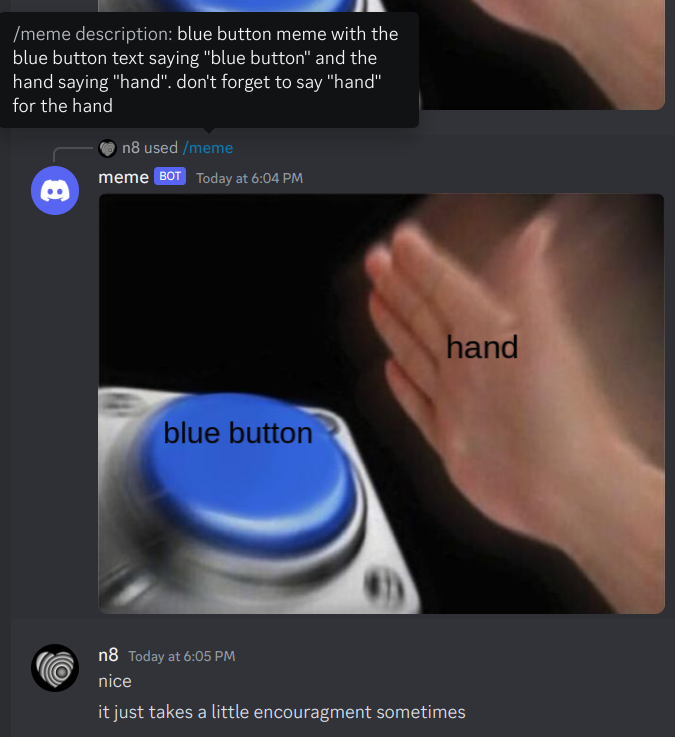 /meme description: blue button meme with the
blue button text saying "blue button" and the
hand saying "hand". don't forget to say "hand"
for the hand
n8 used /meme
meme BOT Today at 6:04 PM
hand
blue button
n8 Today at 6:05 PM
nice
it just takes a little encouragment sometimes